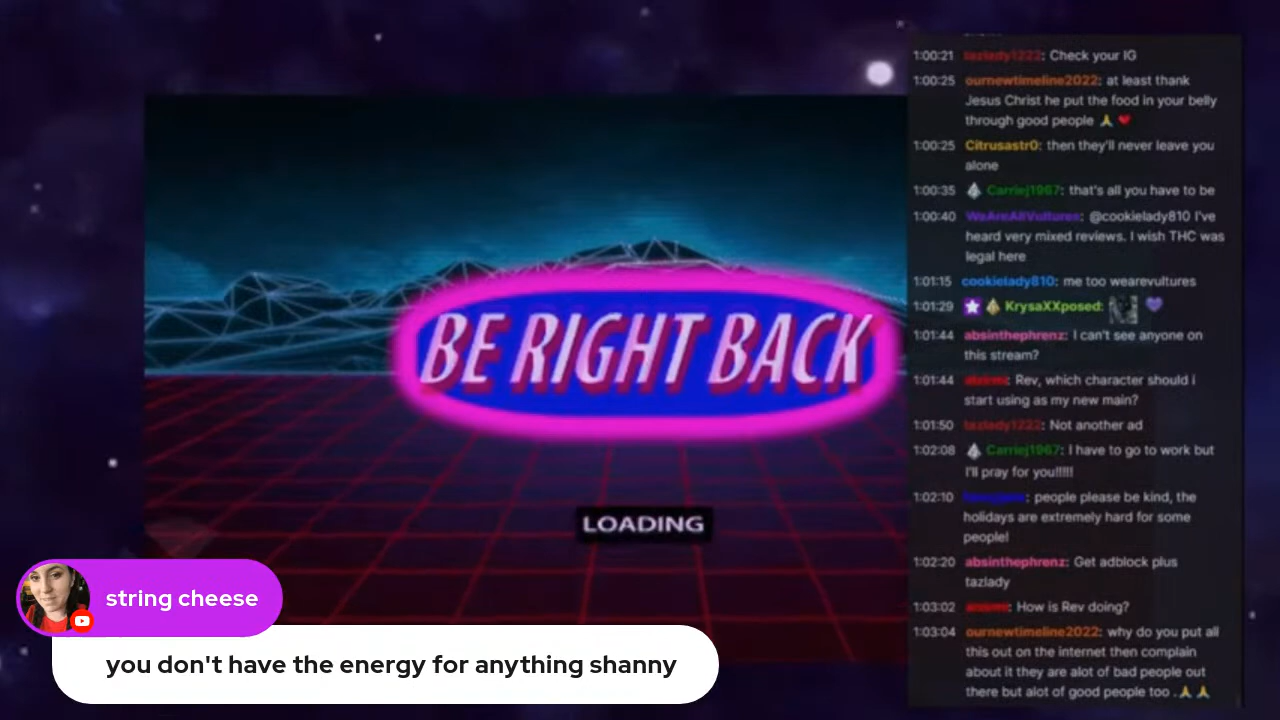 BE RIGHT BACK
LOADING
1:00:21 tazlady1222: Check your IG
1:00:25 ournewtimeline2022: at least thank
Jesus Christ he put the food in your belly
through good people 🙏 ❤️
1:00:25 Citrusastr0: then they'll never leave you
alone
1:00:35 Carriej1967: that's all you have to be
1:00:40 WeAreAllVultures: @cookielady810 I've
heard very mixed reviews. I wish THC was
legal here
1:01:15 cookielady810: me too wearevultures
1:01:29 KrysaXXposed: 💜
1:01:44 absinthephrenz: I can't see anyone on
this stream?
1:01:44 : Rev, which character should i
start using as my new main?
1:01:50 tazlady1222: Not another ad
1:02:08 Carriej1967: I have to go to work but
I'll pray for you!!!!!
1:02:10 : people please be kind, the
holidays are extremely hard for some
people!
1:02:20 absinthephrenz: Get adblock plus
tazlady
1:03:02 : How is Rev doing?
1:03:04 ournewtimeline2022: why do you put all
this out on the internet then complain
about it they are alot of bad people out
there but alot of good people too .🙏 🙏
string cheese
you don't have the energy for anything shanny